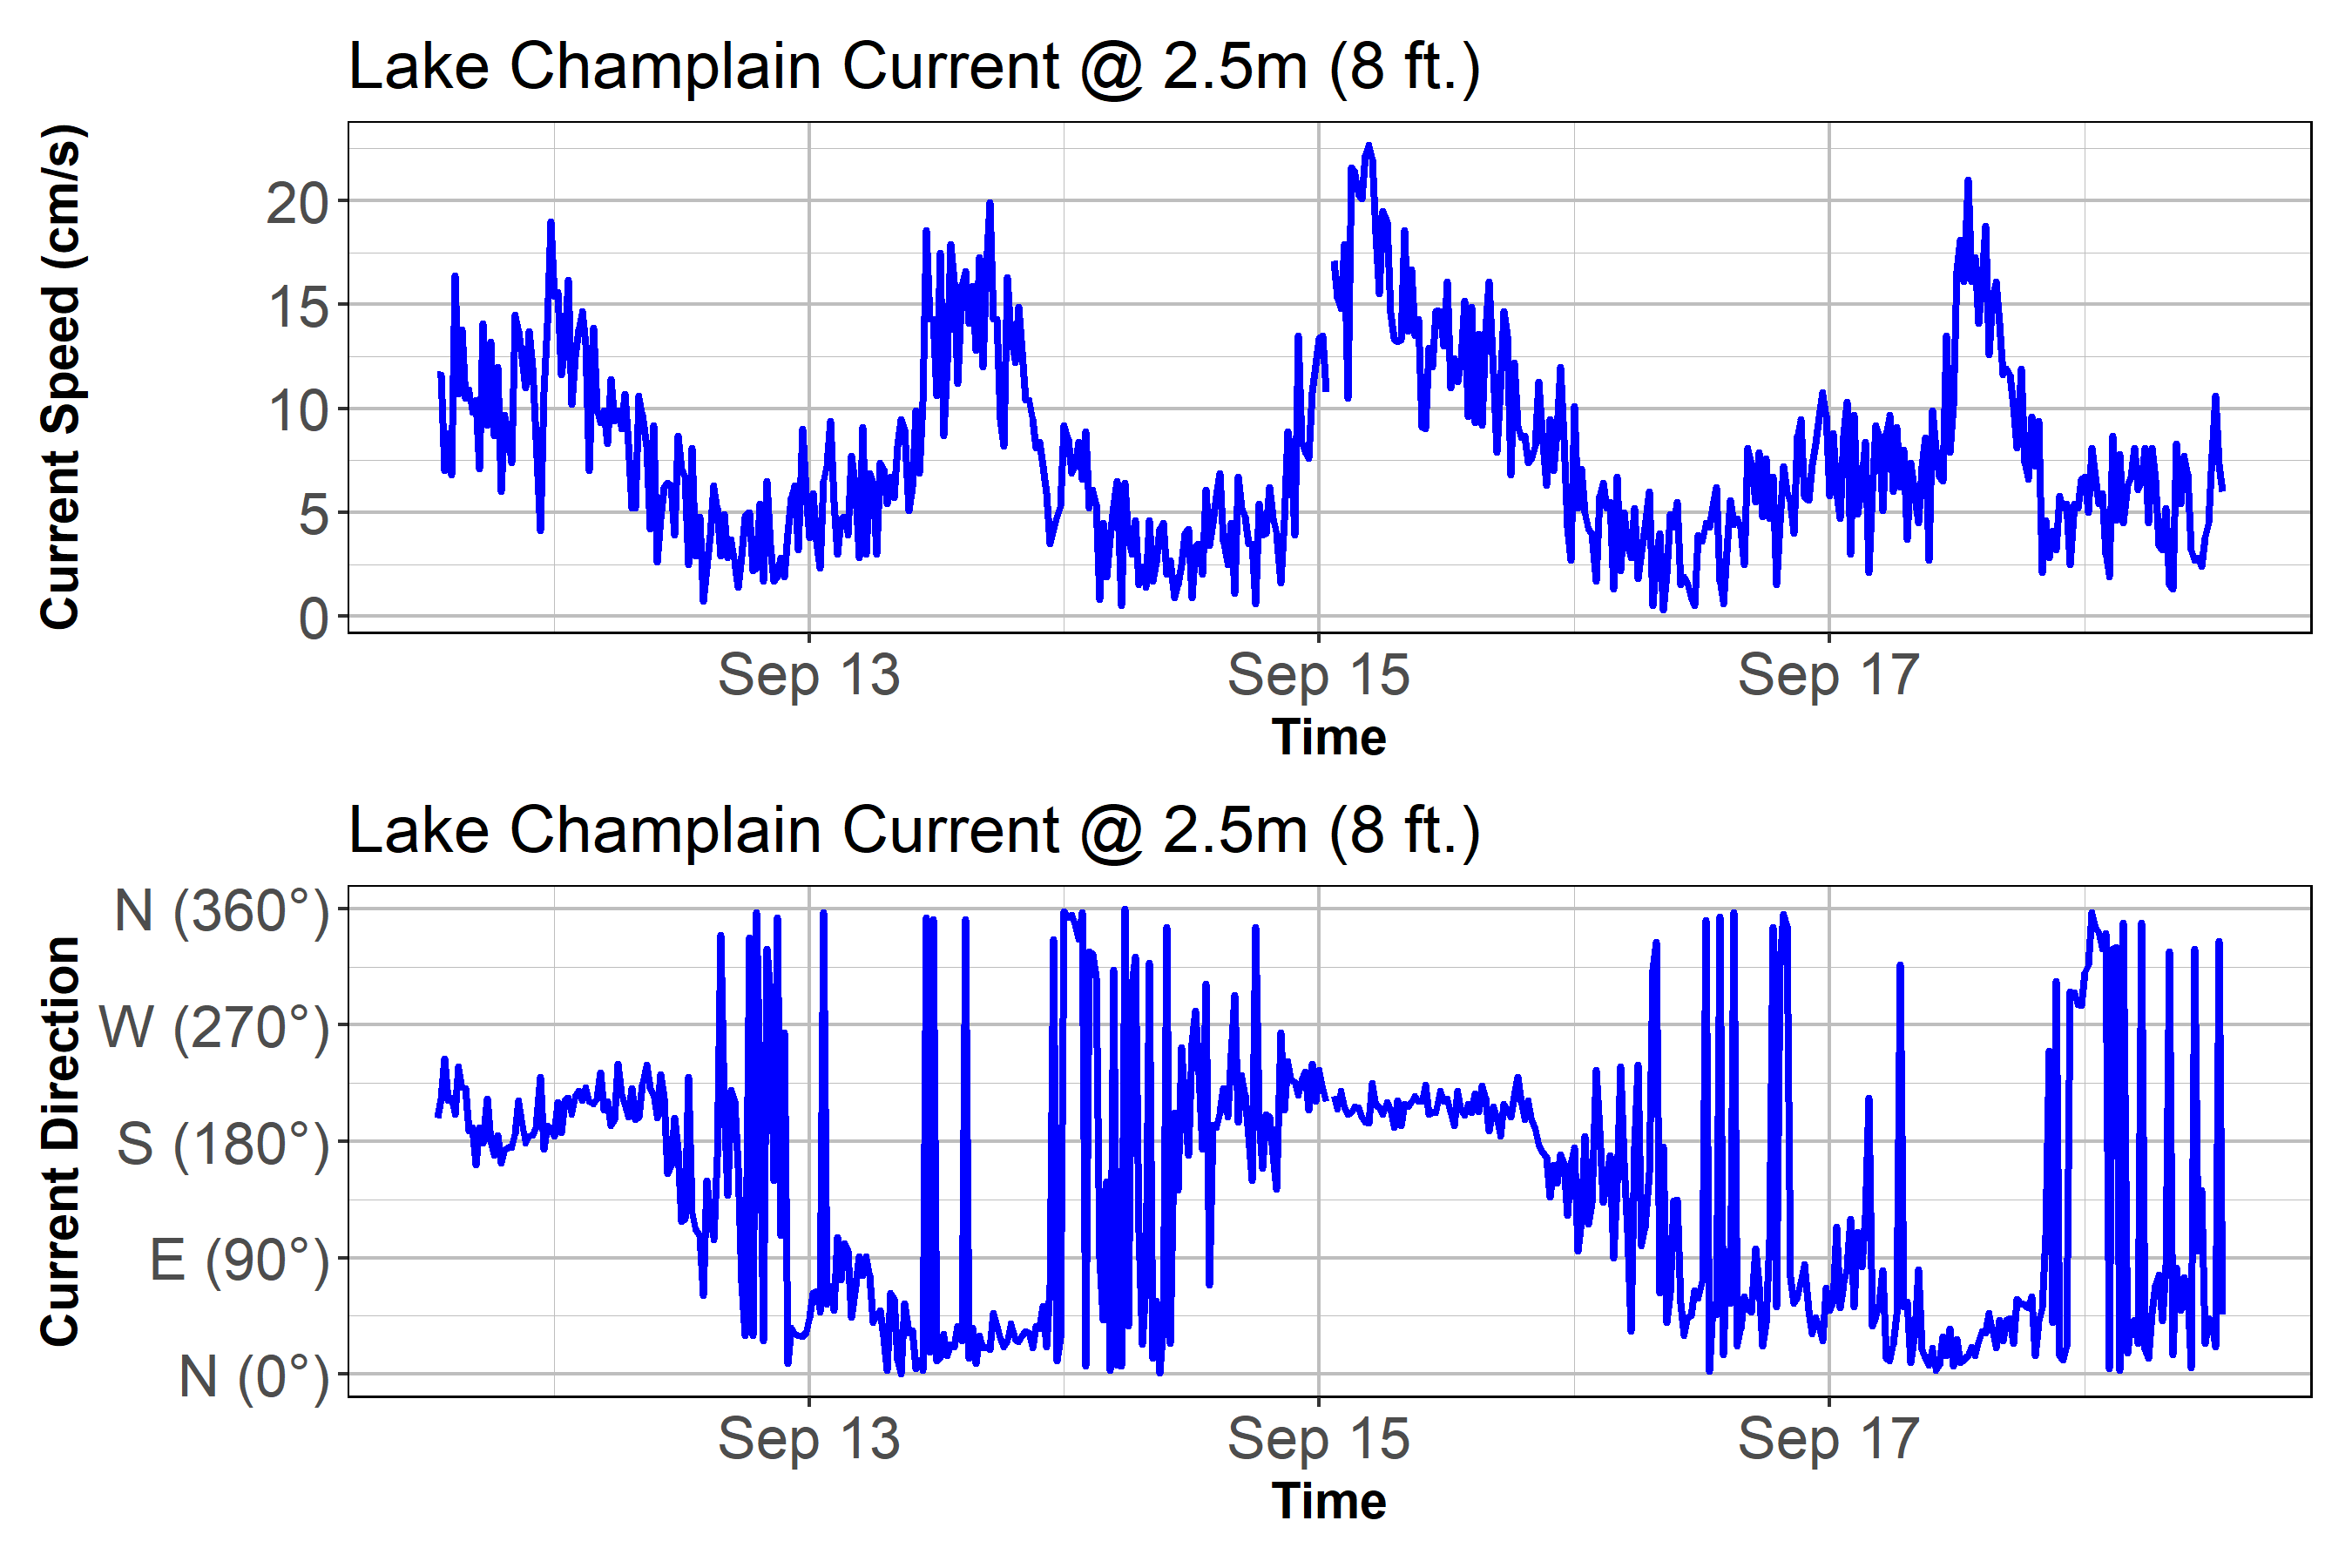 Lake Champlain Current @ 2.5m (8 ft.)
Current Speed (cm/s)
20
15
10
5
0
Sep 13 Sep 15 Sep 17
Time
Lake Champlain Current @ 2.5m (8 ft.)
Current Direction
N (360°)
W (270°)
S (180°)
E (90°)
N (0°)
Sep 13 Sep 15 Sep 17
Time